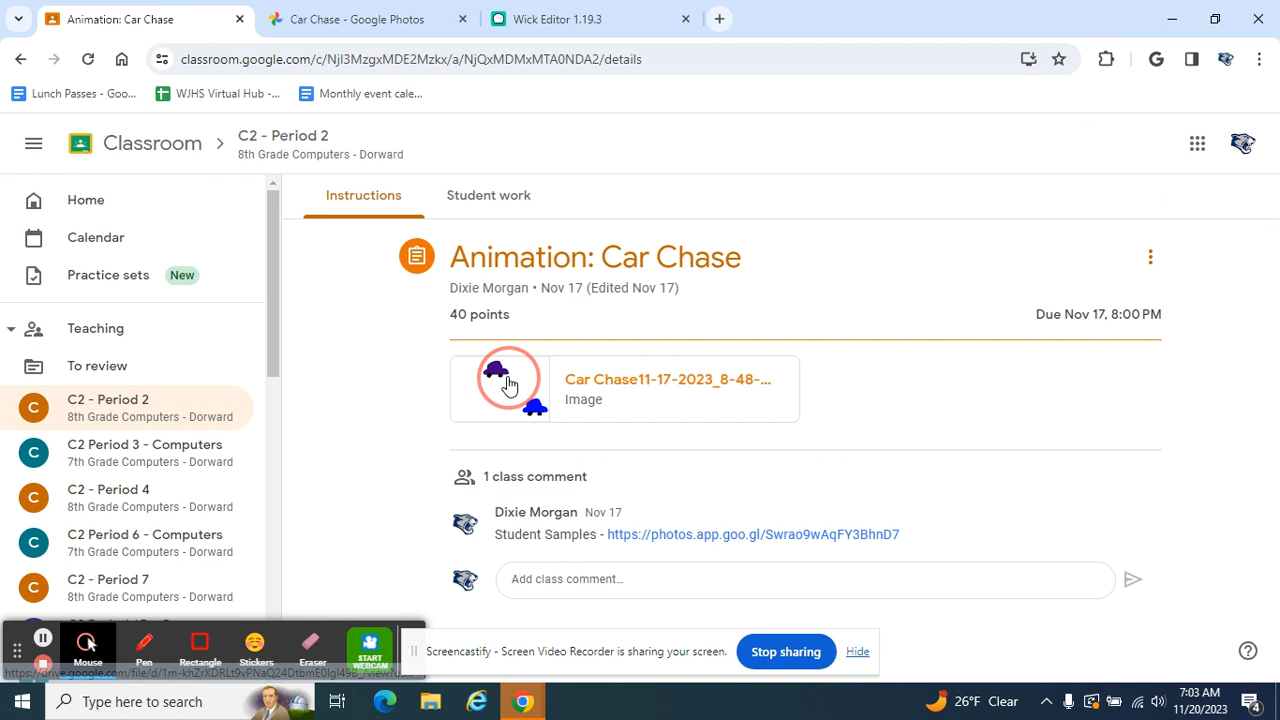 Animation: Car Chase
Car Chase - Google Photos
Wick Editor 1.19.3
classroom.google.com/c/NjI3MzgxMDE2Mzkx/a/NjQxMDMxMTA0NDA2/details
Lunch Passes - Goo...
WJHS Virtual Hub -...
Monthly event cale...
Classroom
C2 - Period 2
8th Grade Computers - Dorward
Home
Calendar
Practice sets New
Teaching
To review
C C2 - Period 2
8th Grade Computers - Dorward
C C2 Period 3 - Computers
7th Grade Computers - Dorward
C C2 - Period 4
8th Grade Computers - Dorward
C C2 Period 6 - Computers
7th Grade Computers - Dorward
C C2 - Period 7
8th Grade Computers - Dorward
Instructions
Student work
Animation: Car Chase
Dixie Morgan • Nov 17 (Edited Nov 17)
40 points
Due Nov 17, 8:00 PM
Car Chase11-17-2023_8-48-...
Image
1 class comment
Dixie Morgan Nov 17
Student Samples - https://photos.app.goo.gl/Swrao9wAqFY3BhnD7
Add class comment...
Mouse
Pen
Rectangle
Stickers
Eraser
START
WEBCAM
Screencastify - Screen Video Recorder is sharing your screen.
Stop sharing
Hide
Type here to search
26°F Clear
7:03 AM
11/20/2023
4